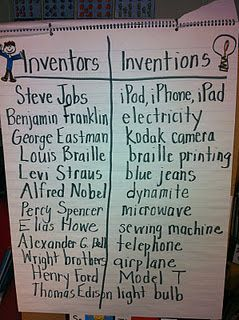 Inventors | Inventions
Steve Jobs | iPod, iPhone, iPad
Benjamin Franklin | electricity
George Eastman | Kodak camera
Louis Braille | braille printing
Levi Straus | blue jeans
Alfred Nobel | dynamite
Percy Spencer | microwave
Elias Howe | sewing machine
Alexander G. Bell | telephone
Wright brothers | airplane
Henry Ford | Model T
Thomas Edison | light bulb